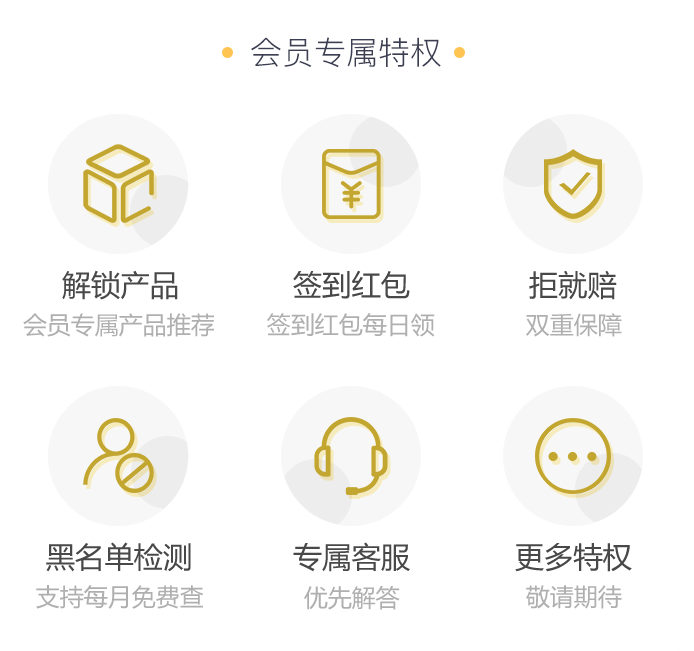 会员专属特权
解锁产品
会员专属产品推荐
签到红包
签到红包每日领
拒就赔
双重保障
黑名单检测
支持每月免费查
专属客服
优先解答
更多特权
敬请期待